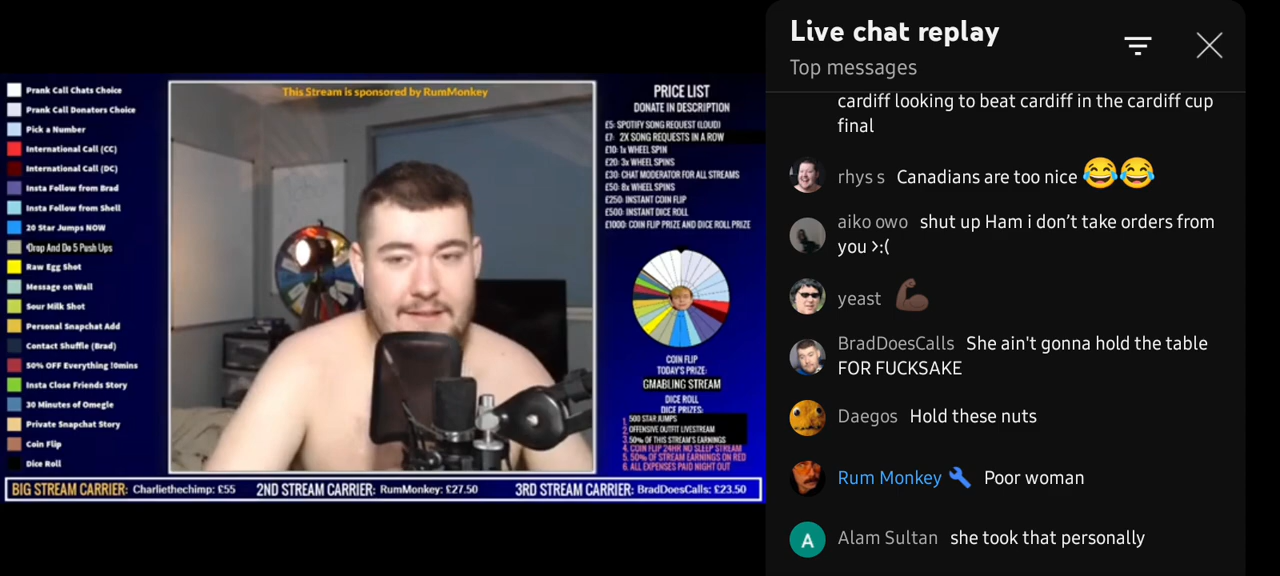 Prank Call Chats Choice
Prank Call Donators Choice
Pick a Number
International Call (CC)
International Call (DC)
Insta Follow from Brad
Insta Follow from Shell
20 Star Jumps NOW
Drop And Do 5 Push Ups
Raw Egg Shot
Message on Wall
Sour Milk Shot
Personal Snapchat Add
Contact Shuffle (Brad)
50% OFF Everything 10mins
Insta Close Friends Story
30 Minutes of Omegle
Private Snapchat Story
Coin Flip
Dice Roll
This Stream is sponsored by RumMonkey
PRICE LIST
DONATE IN DESCRIPTION
£5: SPOTIFY SONG REQUEST (LOUD)
£7: 2X SONG REQUESTS IN A ROW
£10: 1x WHEEL SPIN
£20: 3x WHEEL SPINS
£30: CHAT MODERATOR FOR ALL STREAMS
£50: 8x WHEEL SPINS
£250: INSTANT COIN FLIP
£500: INSTANT DICE ROLL
£1000: COIN FLIP PRIZE AND DICE ROLL PRIZE
COIN FLIP
TODAY'S PRIZE:
GMABLING STREAM
DICE ROLL
DICE PRIZES:
1. 500 STAR JUMPS
2. OFFENSIVE OUTFIT LIVESTREAM
3. 50% OF THIS STREAM'S EARNINGS
4. COIN FLIP 24HR NO SLEEP STREAM
5. 50% OF STREAM EARNINGS ON RED
6. ALL EXPENSES PAID NIGHT OUT
BIG STREAM CARRIER: Charliethechimp: £55 2ND STREAM CARRIER: RumMonkey: £27.50 3RD STREAM CARRIER: BradDoesCalls: £23.50
Live chat replay
Top messages
cardiff looking to beat cardiff in the cardiff cup
final
rhys s Canadians are too nice 😂😂
aiko owo shut up Ham i don't take orders from
you >:(
yeast 💪🏿
BradDoesCalls She ain't gonna hold the table
FOR FUCKSAKE
Daegos Hold these nuts
Rum Monkey 🔧 Poor woman
A
Alam Sultan she took that personally